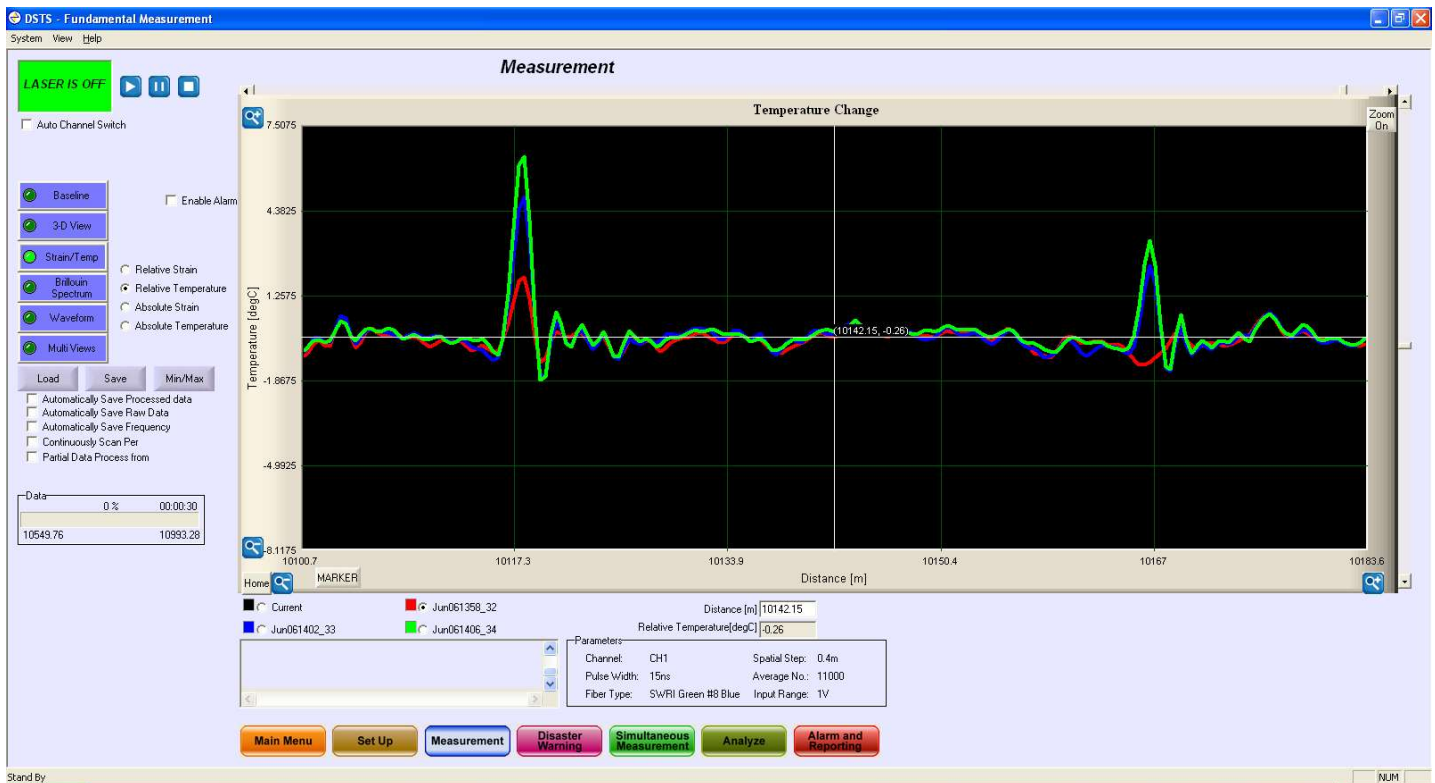 DSTS - Fundamental Measurement
System View Help
LASER IS OFF
Measurement
Auto Channel Switch
Temperature Change
Zoom On
Baseline
Enable Alarm
3-D View
Strain/Temp
Relative Strain
Brillouin Spectrum
Relative Temperature
Absolute Strain
Waveform
Absolute Temperature
Multi Views
Load Save Min/Max
Automatically Save Processed data
Automatically Save Raw Data
Automatically Save Frequency
Continuously Scan Per
Partial Data Process from
Data
0 % 00:00:30
10549.76 10993.28
Temperature [degC]
7.5075
4.3825
1.2575
-1.8675
-4.9925
-8.1175
(10142.15, -0.26)
10100.7 10117.3 10133.9 10150.4 10167 10183.6
Home MARKER Distance [m]
Current Jun061358_32
Jun061402_33 Jun061406_34
Distance [m] 10142.15
Relative Temperature[degC] -0.26
Parameters
Channel: CH1 Spatial Step: 0.4m
Pulse Width: 15ns Average No.: 11000
Fiber Type: SWRI Green #8 Blue Input Range: 1V
Main Menu Set Up Measurement Disaster Warning Simultaneous Measurement Analyze Alarm and Reporting
Stand By NUM